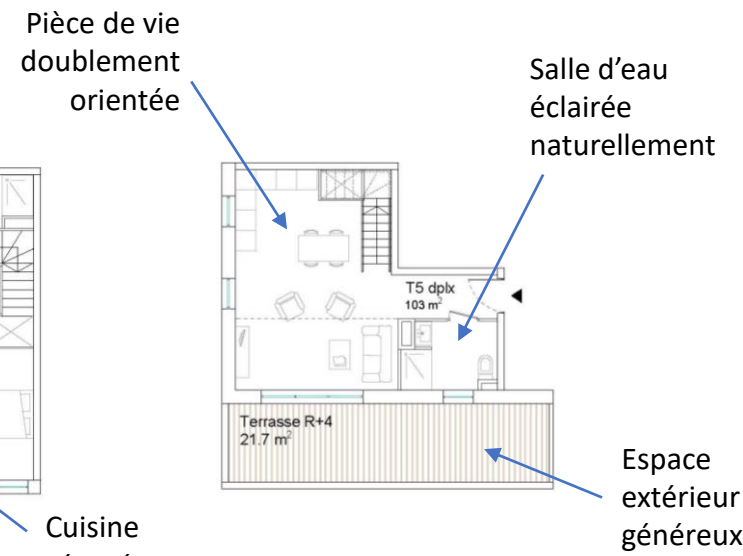 Pièce de vie
doublement
orientée
Salle d'eau
éclairée
naturellement
T5 dplx
103 m²
Terrasse R+4
21.7 m²
Espace
extérieur
généreux
Cuisine